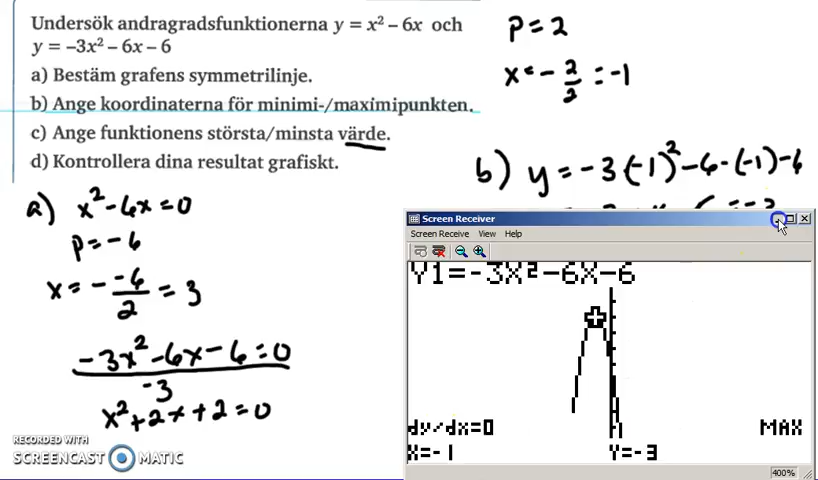 Undersök andragradsfunktionerna y = x² – 6x och
y = –3x² – 6x – 6
a) Bestäm grafens symmetrilinje.
b) Ange koordinaterna för minimi-/maximipunkten.
c) Ange funktionens största/minsta värde.
d) Kontrollera dina resultat grafiskt.
p = 2
x = - 2/2 = -1
b) y = -3(-1)² - 6·(-1) - 6
a) x² - 6x = 0
p = -6
x = - -6/2 = 3
-3x² - 6x - 6 = 0
-3
x² + 2x + 2 = 0
Screen Receiver
Screen Receive View Help
Y1=-3X²-6X-6
dy/dx=0 MAX
X=-1 Y=-3
400%
RECORDED WITH
SCREENCAST MATIC